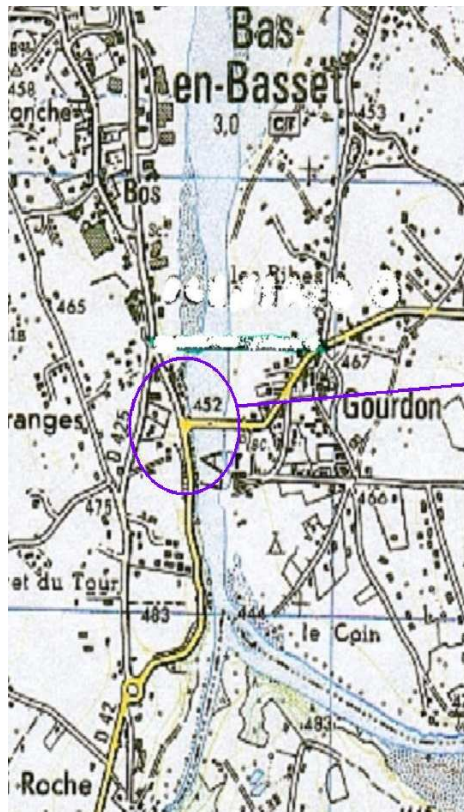 Bas
en-Basset
458
3,0
C/F
453
Bos
les Ribes
465
467
452
Gourdon
ranges
D 425
475
466
et du Tour
483
444
le Coin
D 42
483
Roche